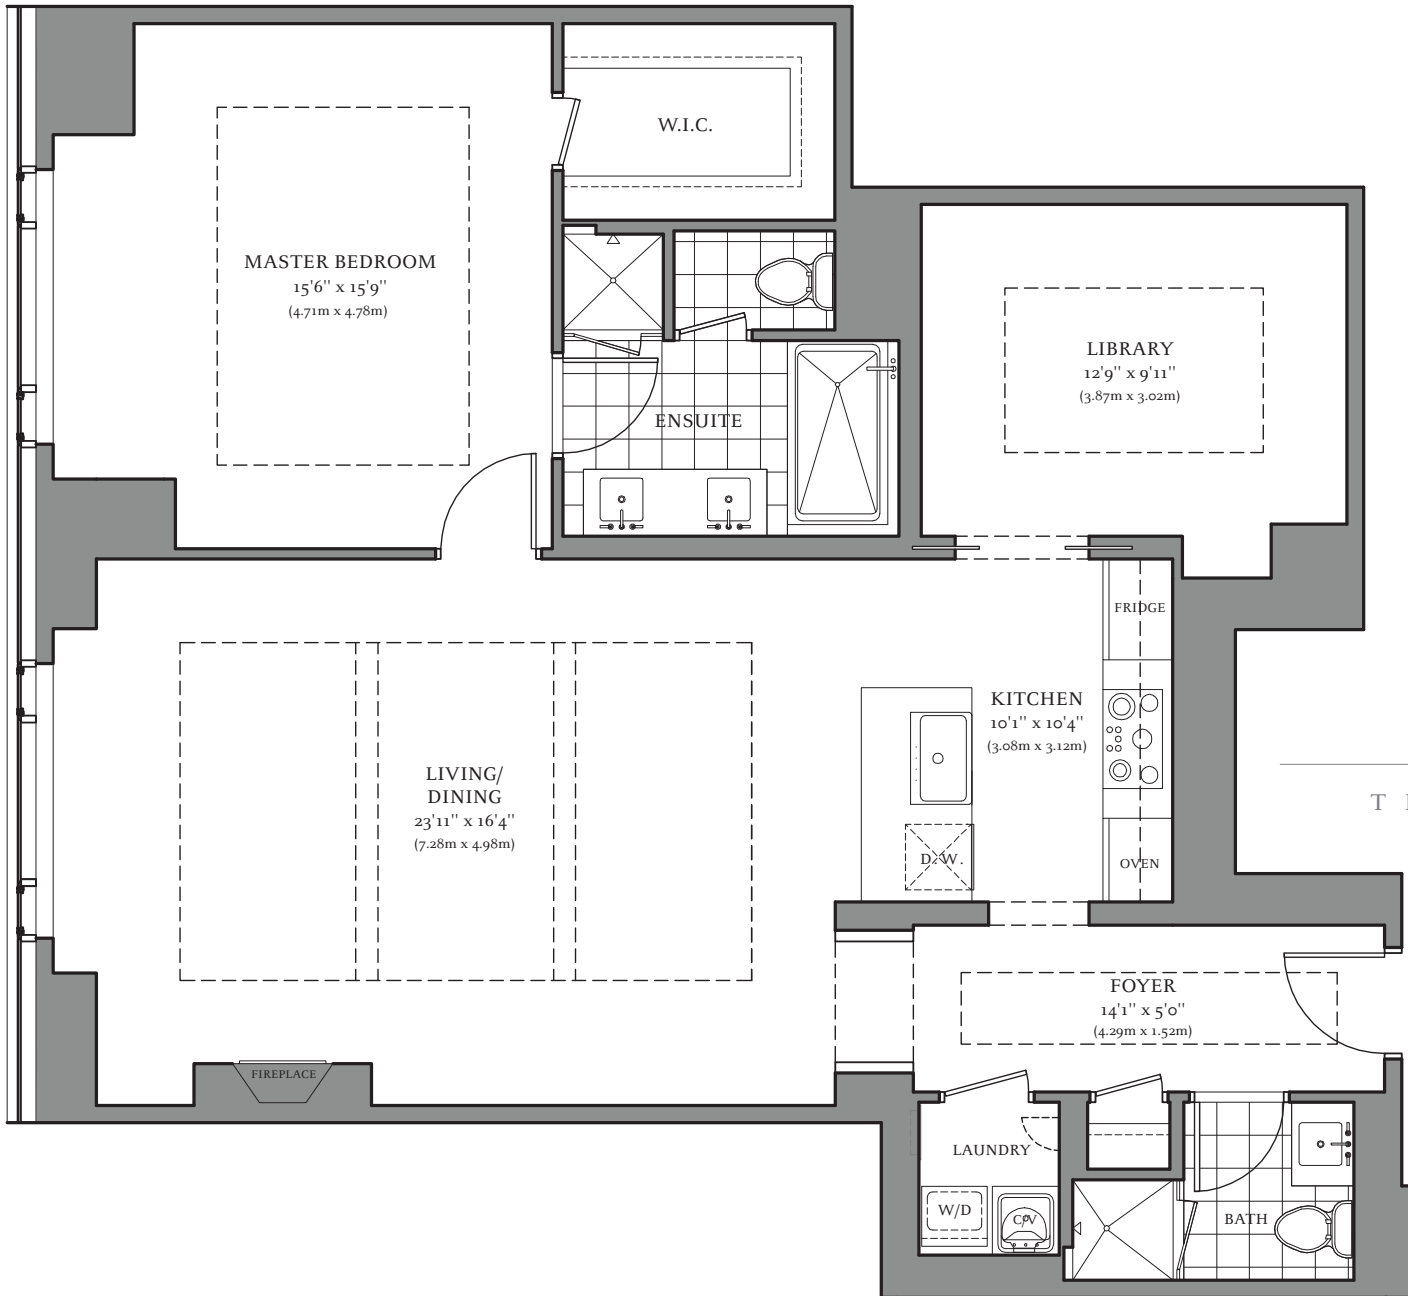 W.I.C.
MASTER BEDROOM
15'6" x 15'9"
(4.71m x 4.78m)
LIBRARY
12'9" x 9'11"
(3.87m x 3.02m)
ENSUITE
FRIDGE
KITCHEN
10'1" x 10'4"
(3.08m x 3.12m)
LIVING/
DINING
23'11" x 16'4"
(7.28m x 4.98m)
T
D.W.
OVEN
FOYER
14'1" x 5'0"
(4.29m x 1.52m)
FIREPLACE
LAUNDRY
W/D
C/V
BATH